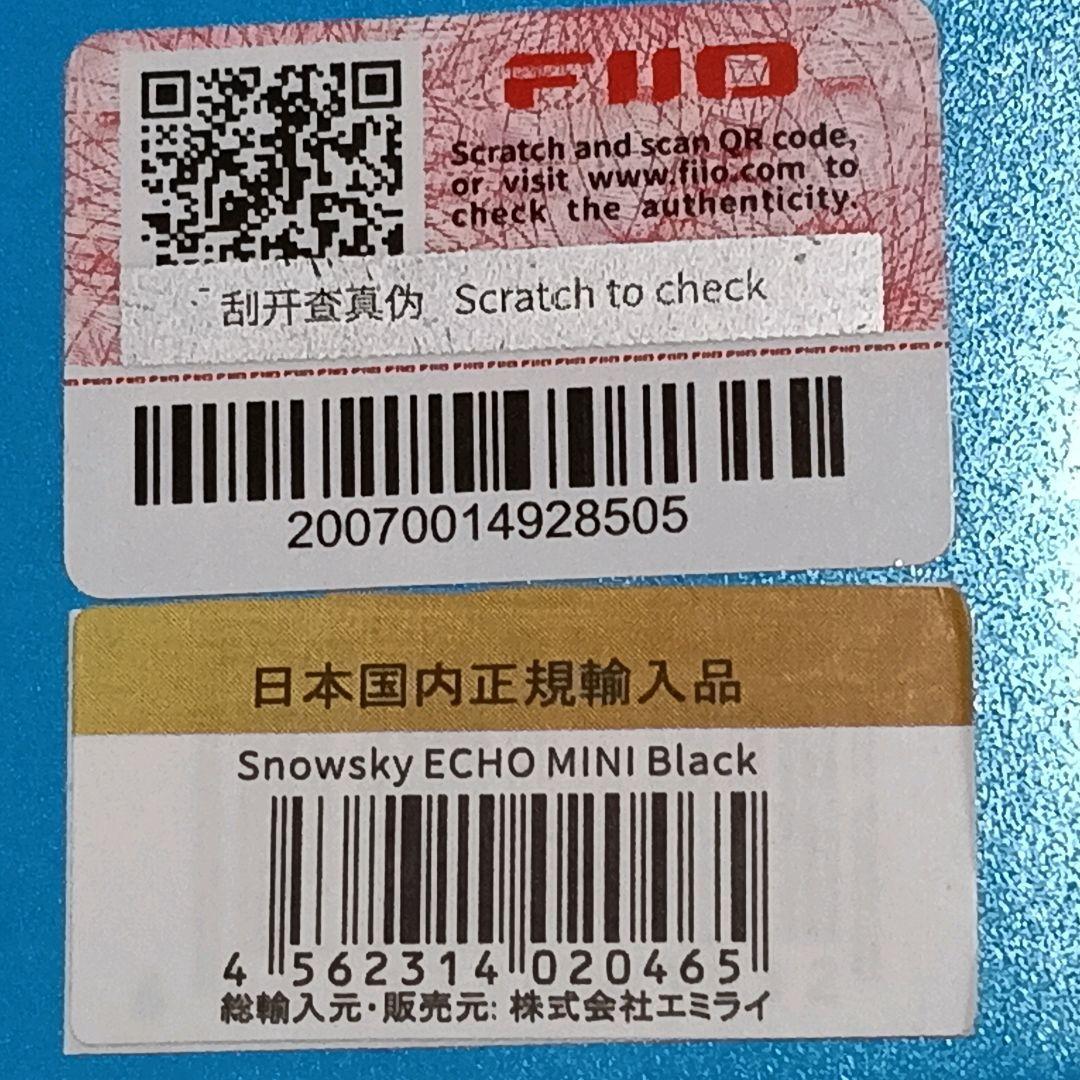 FIIO
Scratch and scan QR code,
or visit www.fiio.com to
check the authenticity.
刮开查真伪 Scratch to check
20070014928505
日本国内正規輸入品
Snowsky ECHO MINI Black
4 562314 020465
総輸入元・販売元: 株式会社エミライ